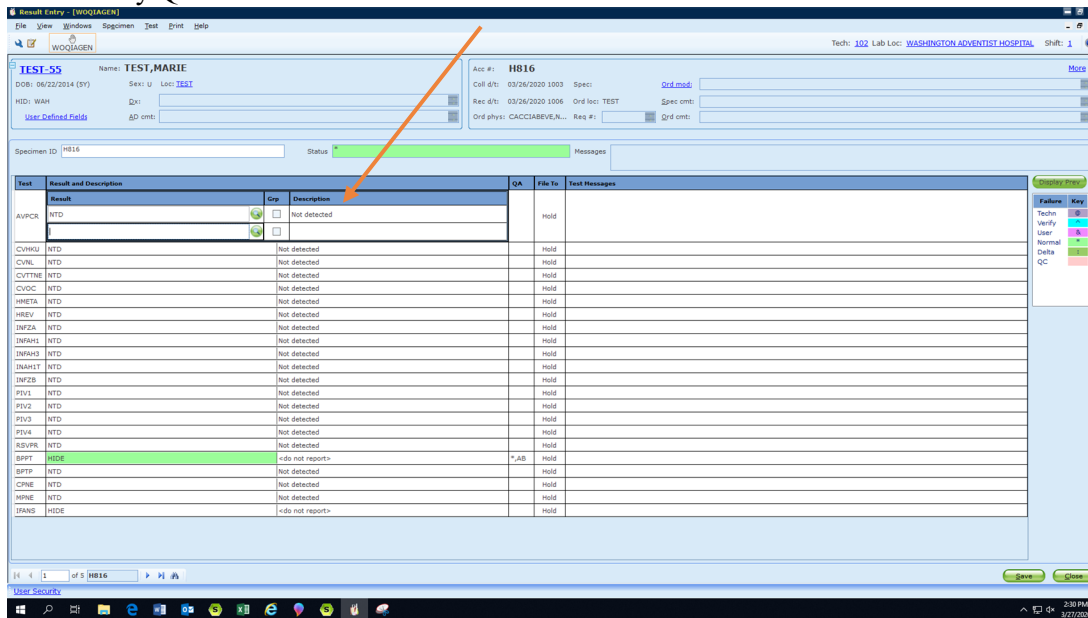 Result Entry - [WOQIAGEN]
File View Windows Specimen Test Print Help
WOQIAGEN
Tech: 102 Lab Loc: WASHINGTON ADVENTIST HOSPITAL Shift: 1
TEST-55 Name: TEST,MARIE
DOB: 06/22/2014 (5Y) Sex: U Loc: TEST
HID: WAH Dx:
User Defined Fields AD cmt:
Acc #: H816 More
Coll d/t: 03/26/2020 1003 Spec: Ord mod:
Rec d/t: 03/26/2020 1006 Ord loc: TEST Spec cmt:
Ord phys: CACCIABEVE,N... Req #: Ord cmt:
Specimen ID H816 Status * Messages
Test Result and Description QA File To Test Messages
Display Prev
Result Grp Description
AVPCR NTD Not detected Hold
CVHKU NTD Not detected Hold
CVNL NTD Not detected Hold
CVTTNE NTD Not detected Hold
CVOC NTD Not detected Hold
HMETA NTD Not detected Hold
HREV NTD Not detected Hold
INFZA NTD Not detected Hold
INFAH1 NTD Not detected Hold
INFAH3 NTD Not detected Hold
INAH1T NTD Not detected Hold
INFZB NTD Not detected Hold
PIV1 NTD Not detected Hold
PIV2 NTD Not detected Hold
PIV3 NTD Not detected Hold
PIV4 NTD Not detected Hold
RSVPR NTD Not detected Hold
BPPT HIDE <do not report> *,AB Hold
BPTP NTD Not detected Hold
CPNE NTD Not detected Hold
MPNE NTD Not detected Hold
IFANS HIDE <do not report> Hold
Failure Key
Techn @
Verify ^
User &
Normal *
Delta !
QC
1 of 5 H816
Save Close
User Security
2:30 PM